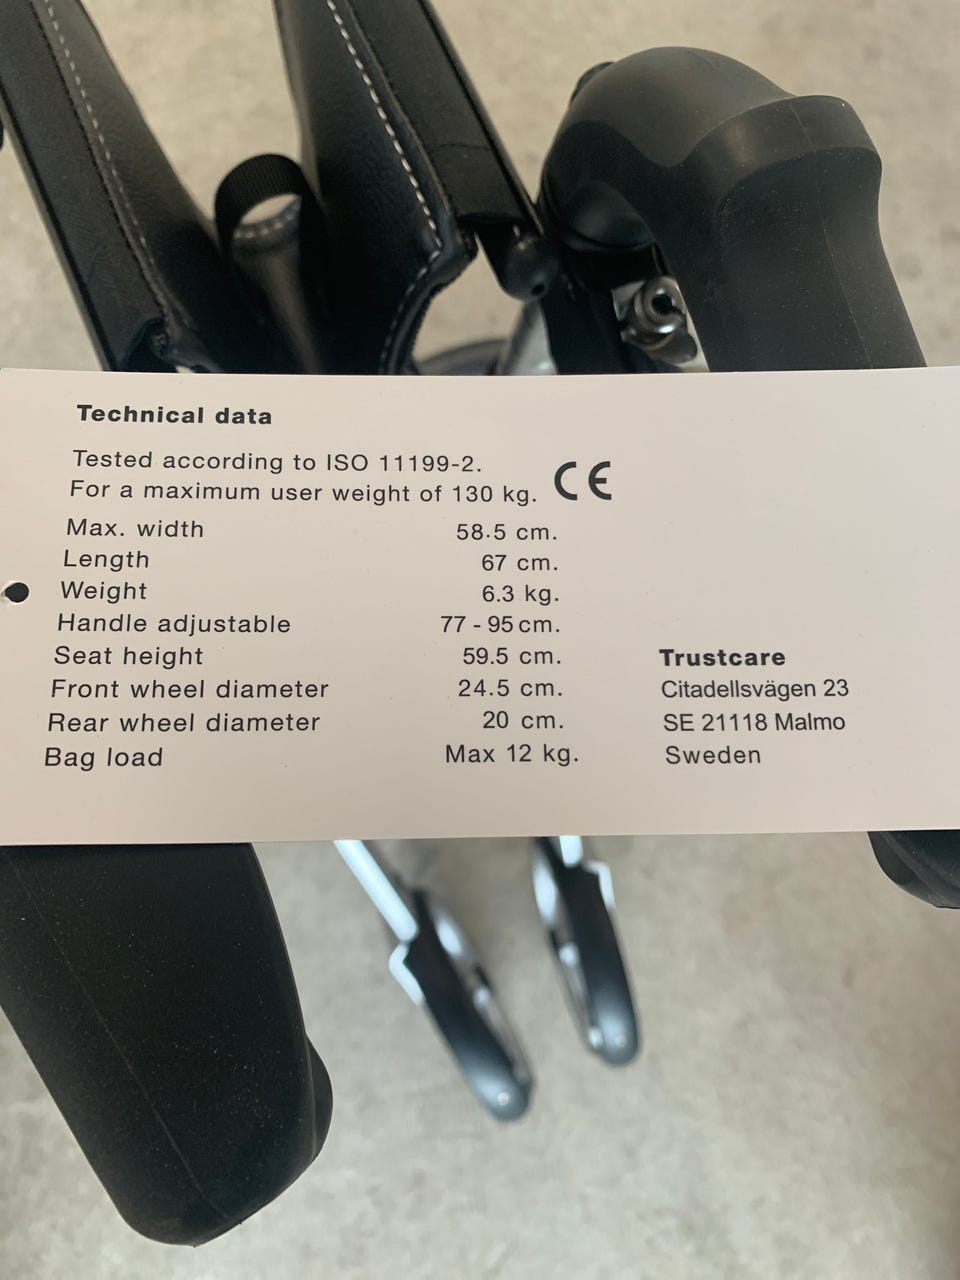 Technical data
Tested according to ISO 11199-2.
For a maximum user weight of 130 kg.
CE
Max. width 58.5 cm.
Length 67 cm.
Weight 6.3 kg.
Handle adjustable 77 - 95 cm.
Seat height 59.5 cm.
Front wheel diameter 24.5 cm.
Rear wheel diameter 20 cm.
Bag load Max 12 kg.
Trustcare
Citadellsvägen 23
SE 21118 Malmo
Sweden